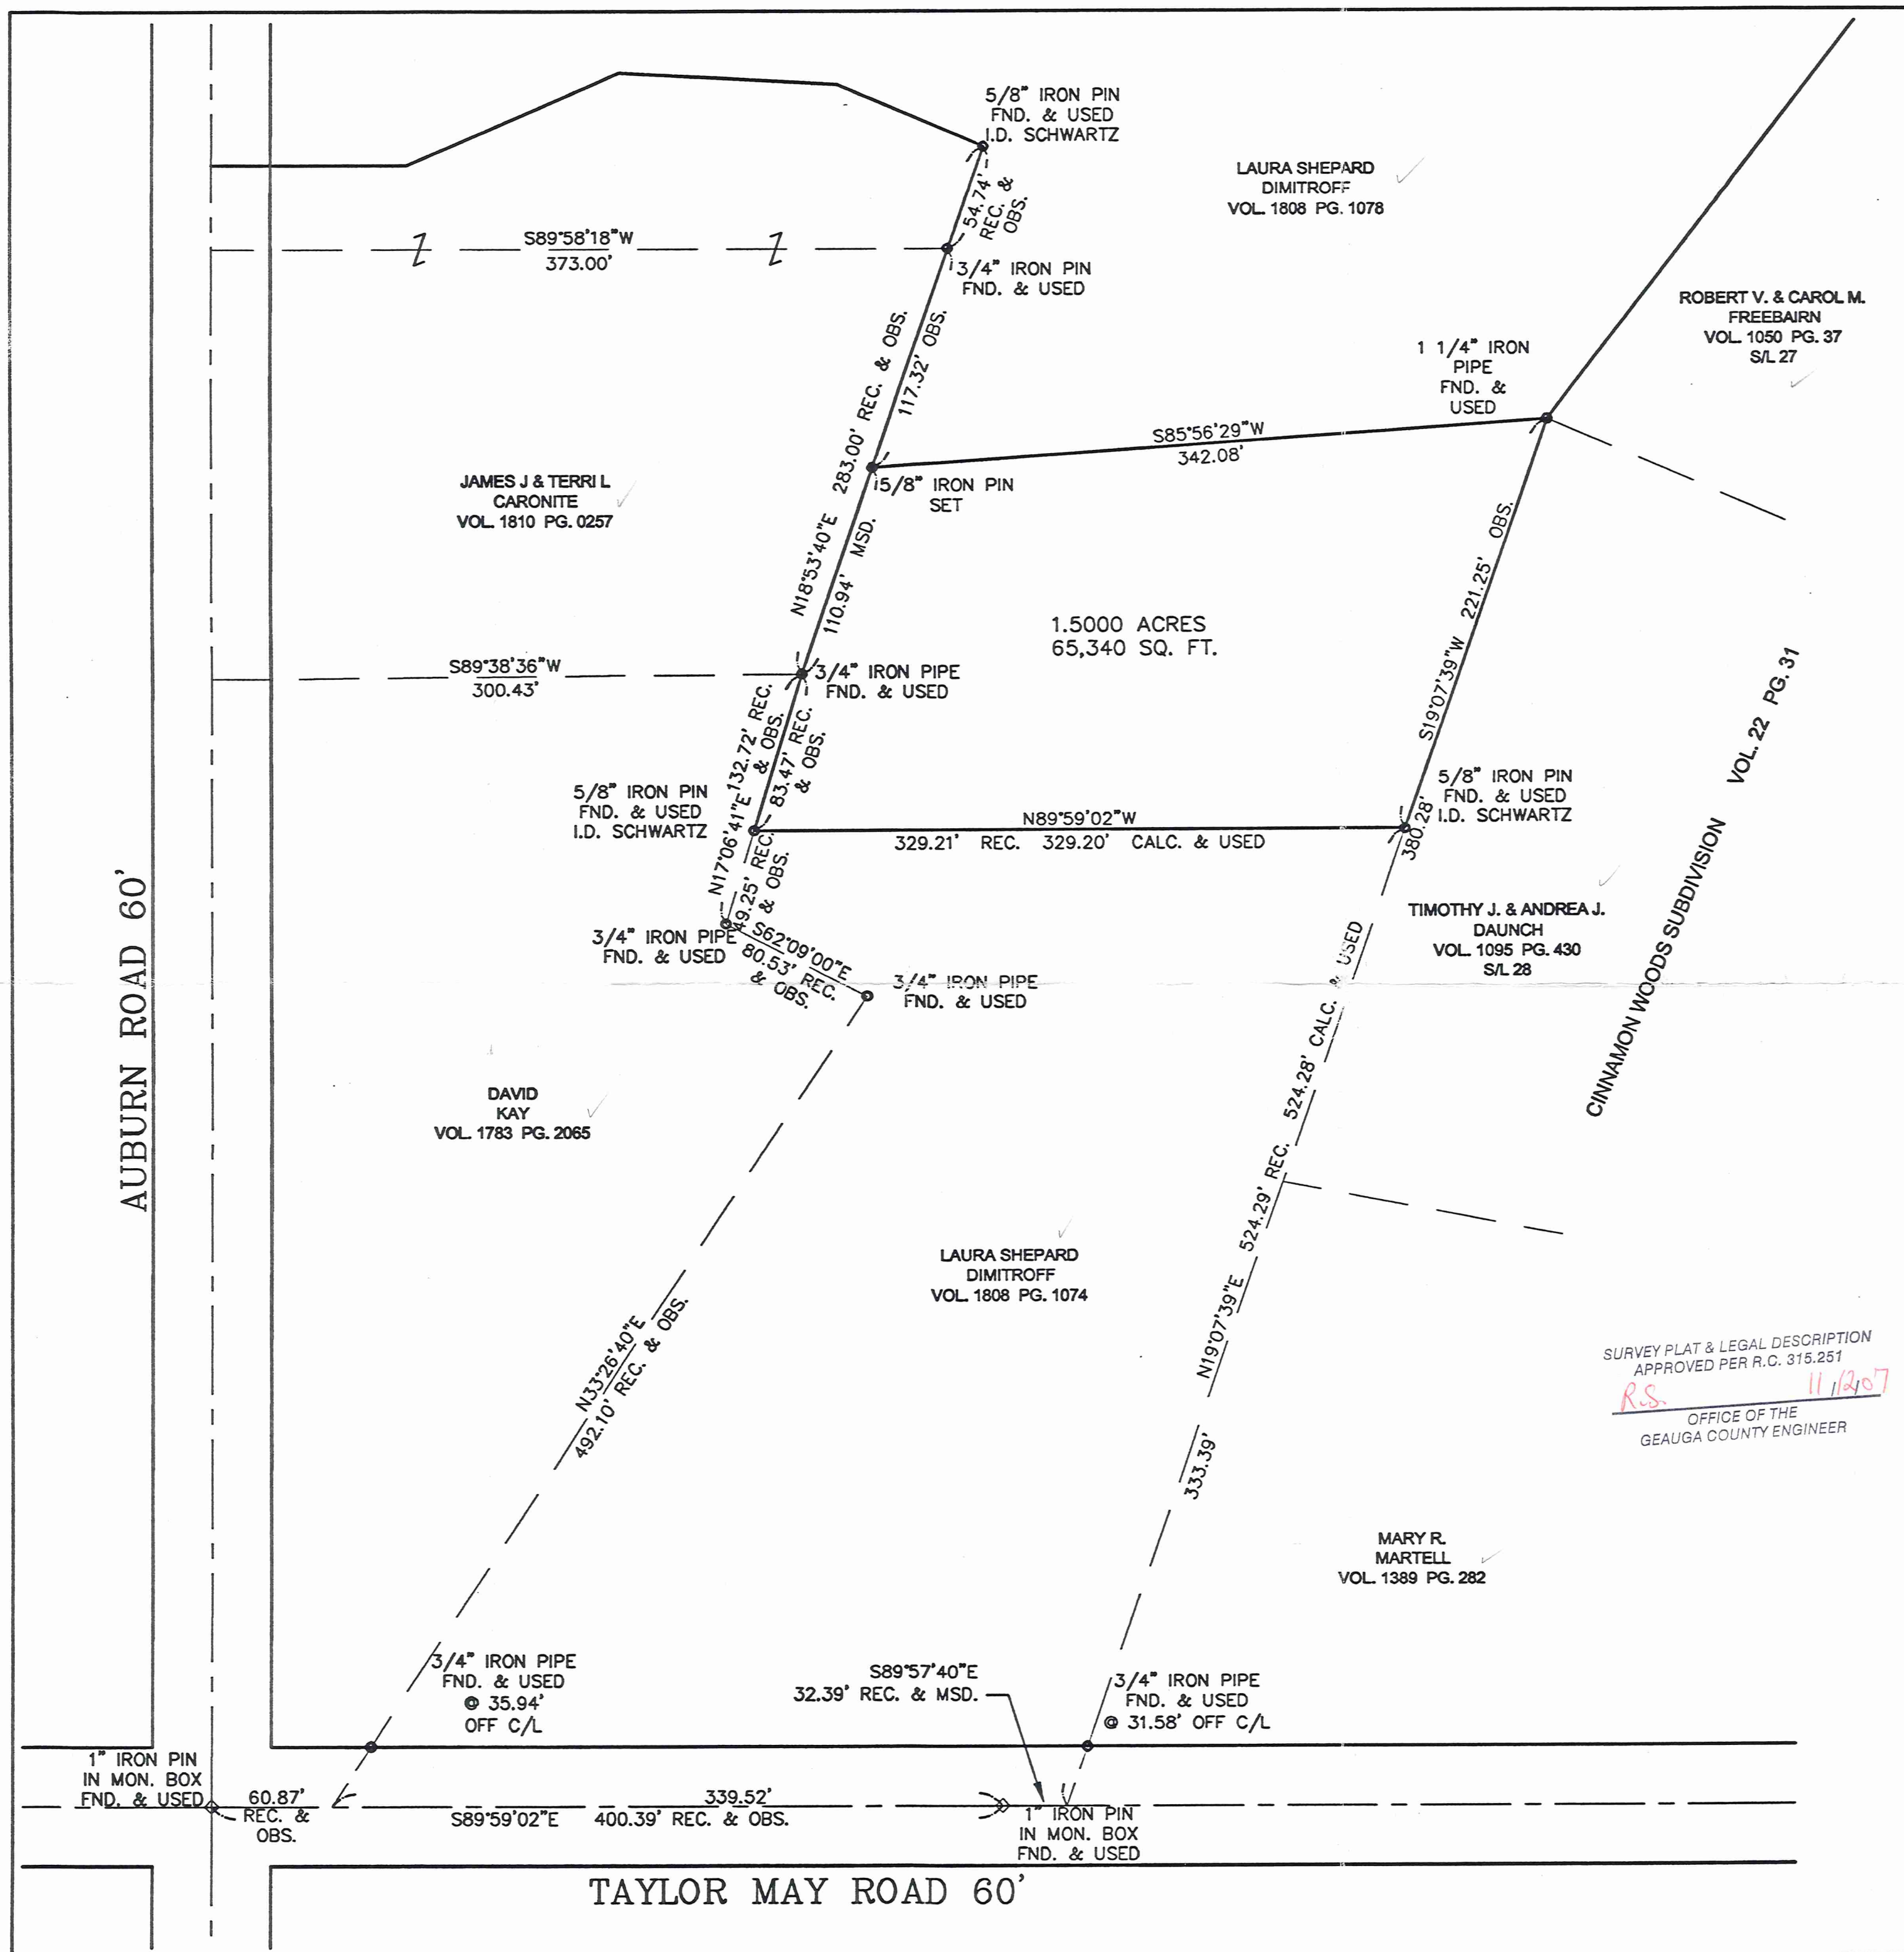 5/8" IRON PIN
FND. & USED
I.D. SCHWARTZ
LAURA SHEPARD
DIMITROFF
VOL. 1808 PG. 1078
54.74'
REC. &
OBS.
S89°58'18"W
373.00'
3/4" IRON PIN
FND. & USED
ROBERT V. & CAROL M.
FREEBAIRN
VOL. 1050 PG. 37
S/L 27
1 1/4" IRON
PIPE
FND. &
USED
N18°53'40"E 283.00' REC. & OBS.
117.32' OBS.
S85°56'29"W
342.08'
JAMES J & TERRI L
CARONITE
VOL. 1810 PG. 0257
5/8" IRON PIN
SET
110.94' MSD.
S19°07'39"W 221.25' OBS.
1.5000 ACRES
65,340 SQ. FT.
S89°38'36"W
300.43'
3/4" IRON PIPE
FND. & USED
N17°06'41"E 132.72' REC.
& OBS.
83.47' REC.
& OBS.
5/8" IRON PIN
FND. & USED
I.D. SCHWARTZ
5/8" IRON PIN
FND. & USED
I.D. SCHWARTZ
380.28'
N89°59'02"W
329.21' REC. 329.20' CALC. & USED
49.25' REC.
& OBS.
CINNAMON WOODS SUBDIVISION VOL. 22 PG. 31
TIMOTHY J. & ANDREA J.
DAUNCH
VOL. 1095 PG. 430
S/L 28
3/4" IRON PIPE
FND. & USED
S62°09'00"E
80.53' REC.
& OBS.
3/4" IRON PIPE
FND. & USED
AUBURN ROAD 60'
DAVID
KAY
VOL. 1783 PG. 2065
N19°07'39"E 524.29' REC. 524.28' CALC. & USED
333.39'
LAURA SHEPARD
DIMITROFF
VOL. 1808 PG. 1074
N33°26'40"E
492.10' REC. & OBS.
SURVEY PLAT & LEGAL DESCRIPTION
APPROVED PER R.C. 315.251
R.S.
OFFICE OF THE
GEAUGA COUNTY ENGINEER
MARY R.
MARTELL
VOL. 1389 PG. 282
3/4" IRON PIPE
FND. & USED
@ 35.94'
OFF C/L
S89°57'40"E
32.39' REC. & MSD.
3/4" IRON PIPE
FND. & USED
@ 31.58' OFF C/L
1" IRON PIN
IN MON. BOX
FND. & USED
60.87'
REC. &
OBS.
339.52'
S89°59'02"E 400.39' REC. & OBS.
1" IRON PIN
IN MON. BOX
FND. & USED
TAYLOR MAY ROAD 60'